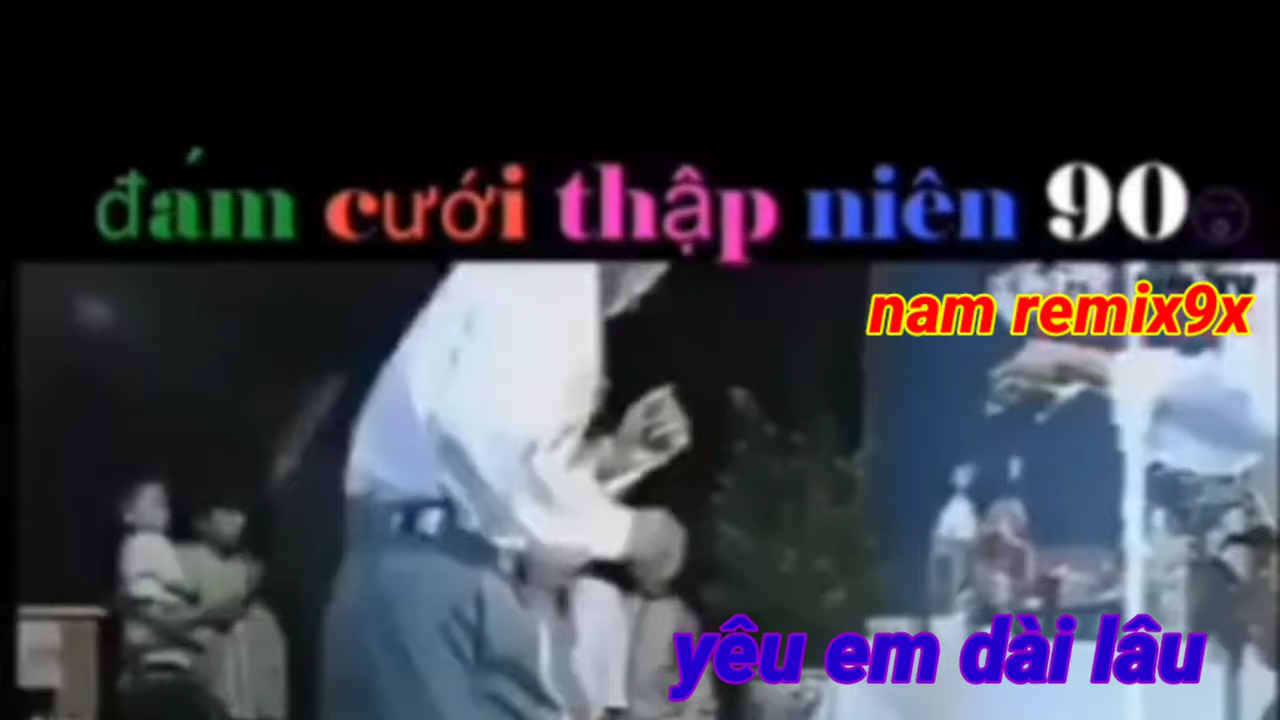 đám cưới thập niên 90
nam remix9x
yêu em dài lâu